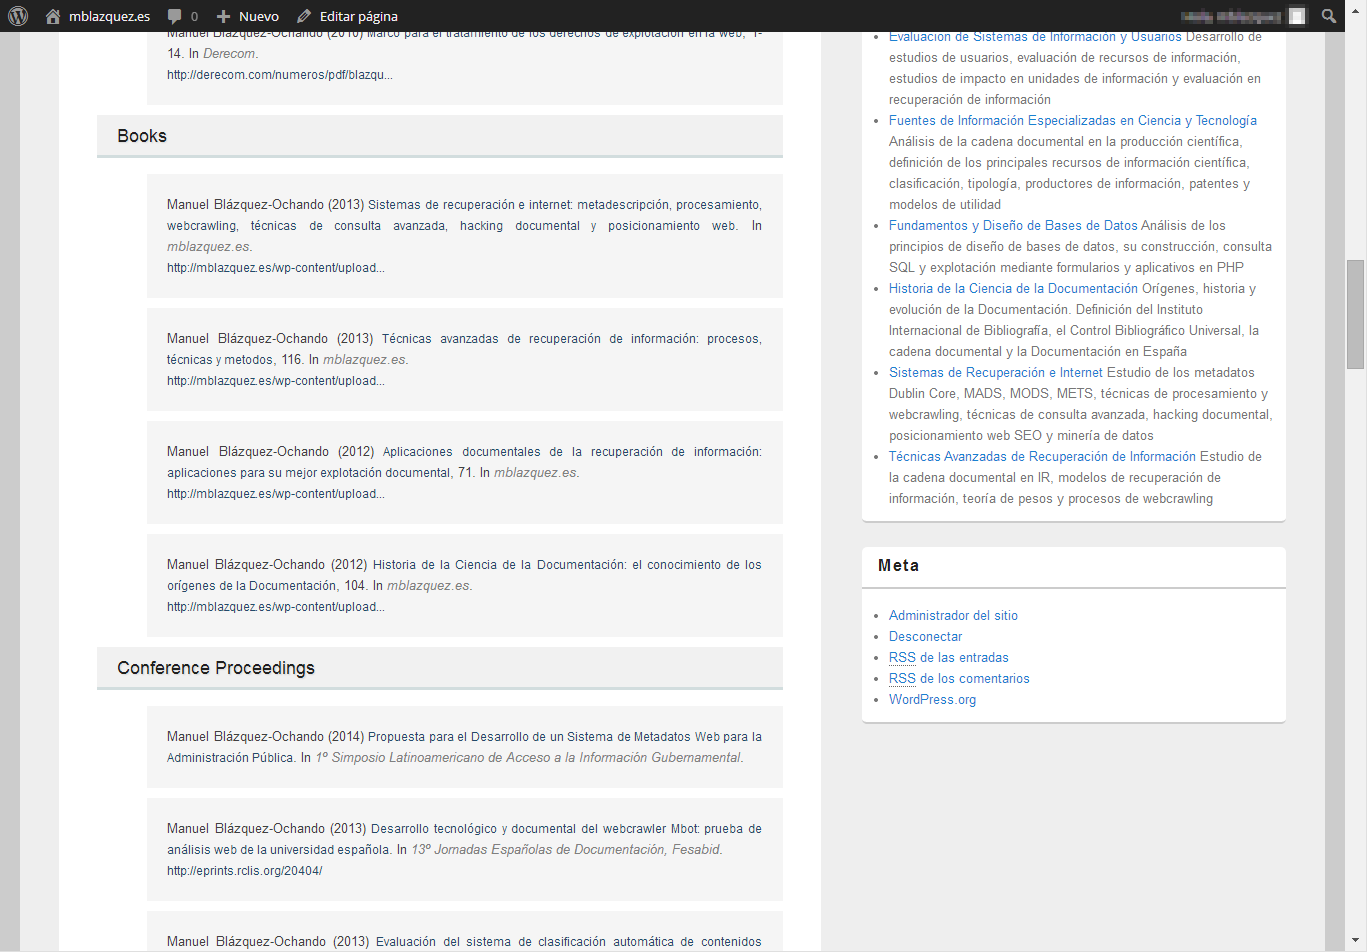 mblazquez.es 0 Nuevo Editar página
Manuel Blázquez-Ochando (2010) Marco para el tratamiento de los derechos de explotación en la web, 1-
14. In Derecom.
http://derecom.com/numeros/pdf/blazqu...
Books
Manuel Blázquez-Ochando (2013) Sistemas de recuperación e internet: metadescripción, procesamiento,
webcrawling, técnicas de consulta avanzada, hacking documental y posicionamiento web. In
mblazquez.es.
http://mblazquez.es/wp-content/upload...
Manuel Blázquez-Ochando (2013) Técnicas avanzadas de recuperación de información: procesos,
técnicas y metodos, 116. In mblazquez.es.
http://mblazquez.es/wp-content/upload...
Manuel Blázquez-Ochando (2012) Aplicaciones documentales de la recuperación de información:
aplicaciones para su mejor explotación documental, 71. In mblazquez.es.
http://mblazquez.es/wp-content/upload...
Manuel Blázquez-Ochando (2012) Historia de la Ciencia de la Documentación: el conocimiento de los
orígenes de la Documentación, 104. In mblazquez.es.
http://mblazquez.es/wp-content/upload...
Conference Proceedings
Manuel Blázquez-Ochando (2014) Propuesta para el Desarrollo de un Sistema de Metadatos Web para la
Administración Pública. In 1º Simposio Latinoamericano de Acceso a la Información Gubernamental.
Manuel Blázquez-Ochando (2013) Desarrollo tecnológico y documental del webcrawler Mbot: prueba de
análisis web de la universidad española. In 13º Jornadas Españolas de Documentación, Fesabid.
http://eprints.rclis.org/20404/
Manuel Blázquez-Ochando (2013) Evaluación del sistema de clasificación automática de contenidos
Evaluación de Sistemas de Información y Usuarios Desarrollo de
estudios de usuarios, evaluación de recursos de información,
estudios de impacto en unidades de información y evaluación en
recuperación de información
Fuentes de Información Especializadas en Ciencia y Tecnología
Análisis de la cadena documental en la producción científica,
definición de los principales recursos de información científica,
clasificación, tipología, productores de información, patentes y
modelos de utilidad
Fundamentos y Diseño de Bases de Datos Análisis de los
principios de diseño de bases de datos, su construcción, consulta
SQL y explotación mediante formularios y aplicativos en PHP
Historia de la Ciencia de la Documentación Orígenes, historia y
evolución de la Documentación. Definición del Instituto
Internacional de Bibliografía, el Control Bibliográfico Universal, la
cadena documental y la Documentación en España
Sistemas de Recuperación e Internet Estudio de los metadatos
Dublin Core, MADS, MODS, METS, técnicas de procesamiento y
webcrawling, técnicas de consulta avanzada, hacking documental,
posicionamiento web SEO y minería de datos
Técnicas Avanzadas de Recuperación de Información Estudio de
la cadena documental en IR, modelos de recuperación de
información, teoría de pesos y procesos de webcrawling
Meta
Administrador del sitio
Desconectar
RSS de las entradas
RSS de los comentarios
WordPress.org